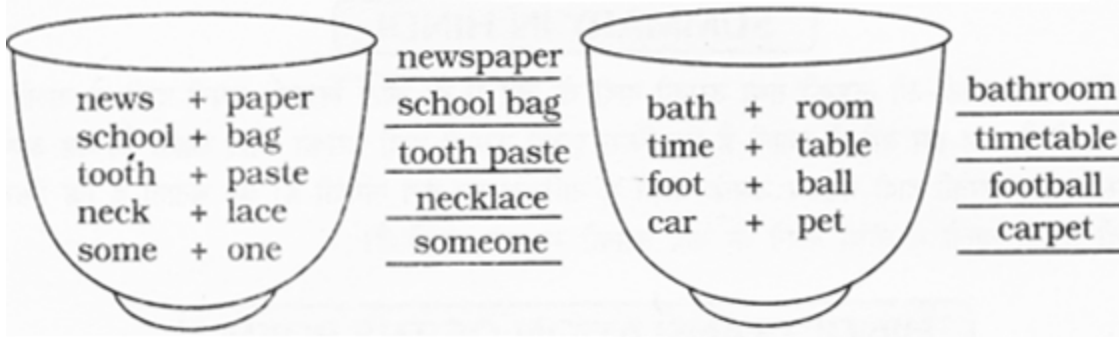 news + paper
school + bag
tooth + paste
neck + lace
some + one
newspaper
school bag
tooth paste
necklace
someone
bath + room
time + table
foot + ball
car + pet
bathroom
timetable
football
carpet